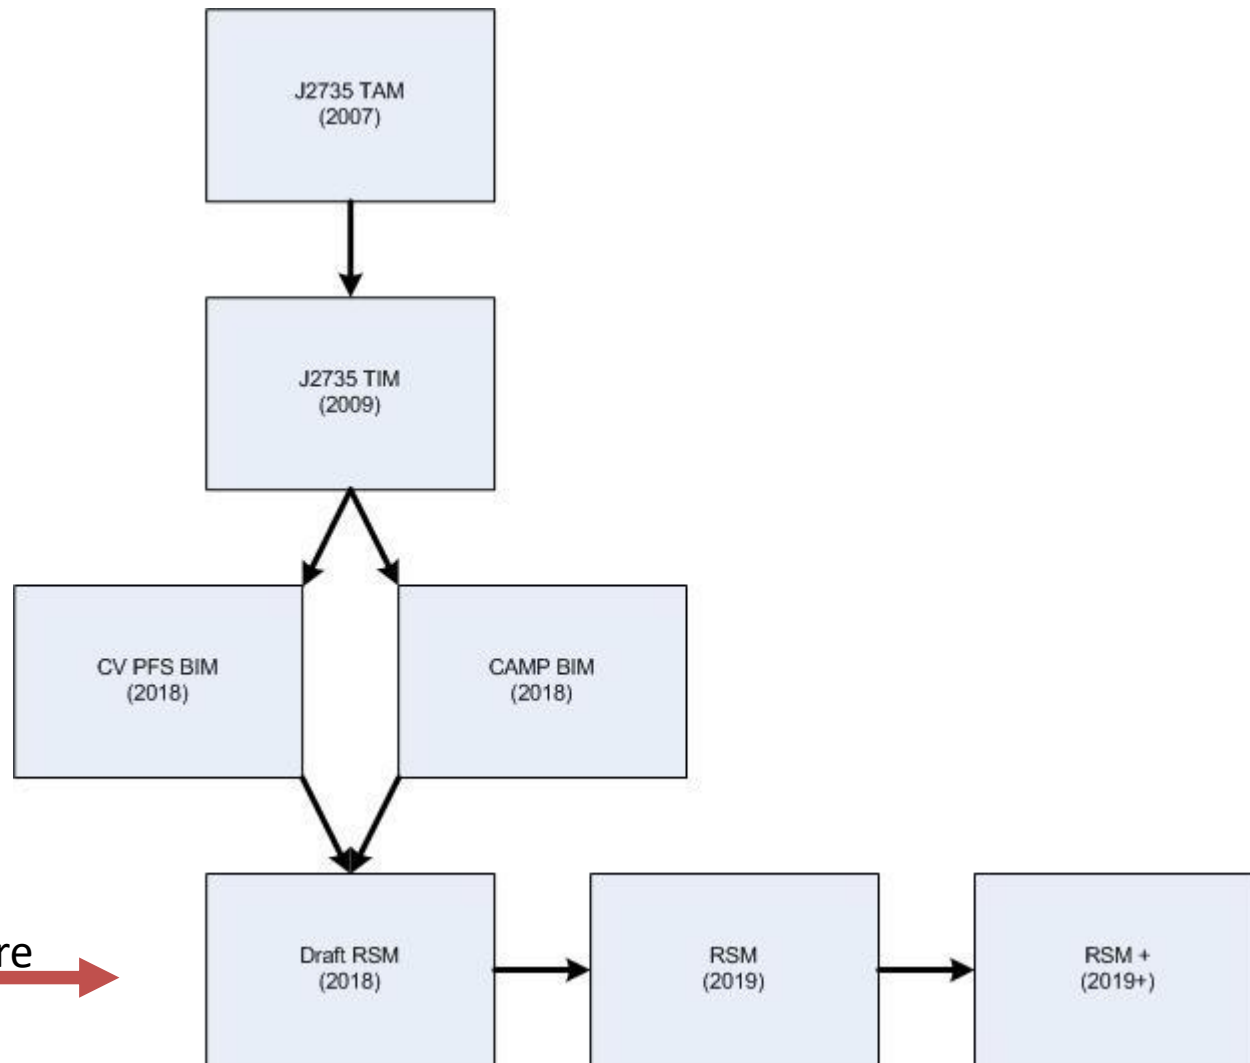 J2735 TAM
(2007)
J2735 TIM
(2009)
CV PFS BIM
(2018)
CAMP BIM
(2018)
Draft RSM
(2018)
RSM
(2019)
RSM +
(2019+)